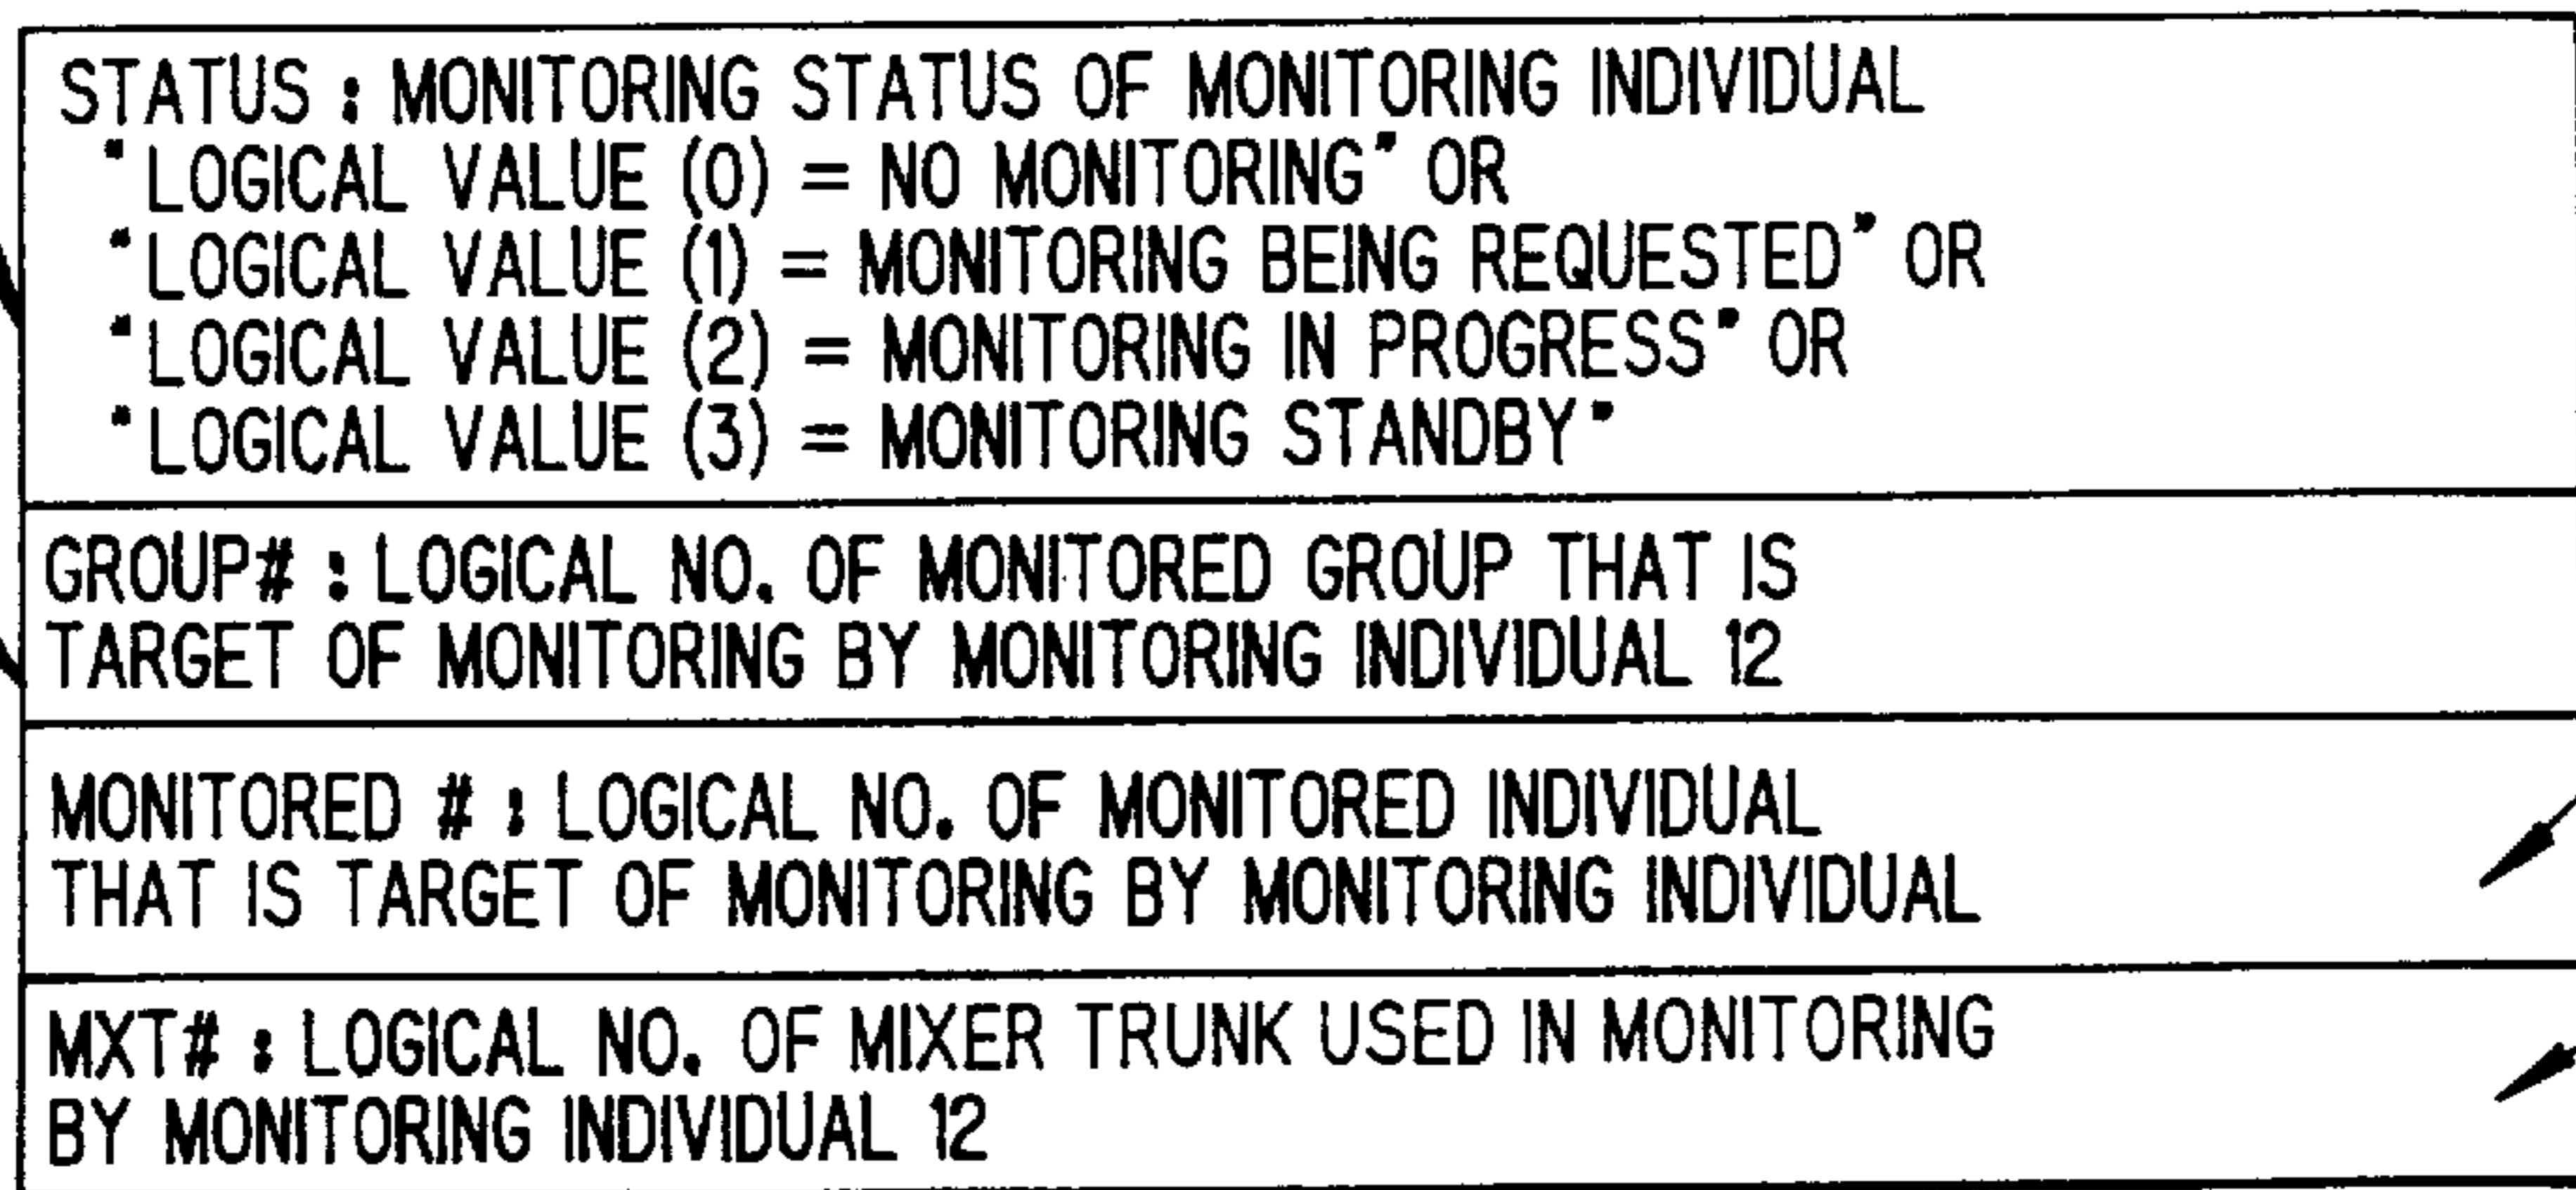 STATUS : MONITORING STATUS OF MONITORING INDIVIDUAL
"LOGICAL VALUE (0) = NO MONITORING" OR
"LOGICAL VALUE (1) = MONITORING BEING REQUESTED" OR
"LOGICAL VALUE (2) = MONITORING IN PROGRESS" OR
"LOGICAL VALUE (3) = MONITORING STANDBY"
GROUP# : LOGICAL NO. OF MONITORED GROUP THAT IS
TARGET OF MONITORING BY MONITORING INDIVIDUAL 12
MONITORED # : LOGICAL NO. OF MONITORED INDIVIDUAL
THAT IS TARGET OF MONITORING BY MONITORING INDIVIDUAL
MXT# : LOGICAL NO. OF MIXER TRUNK USED IN MONITORING
BY MONITORING INDIVIDUAL 12